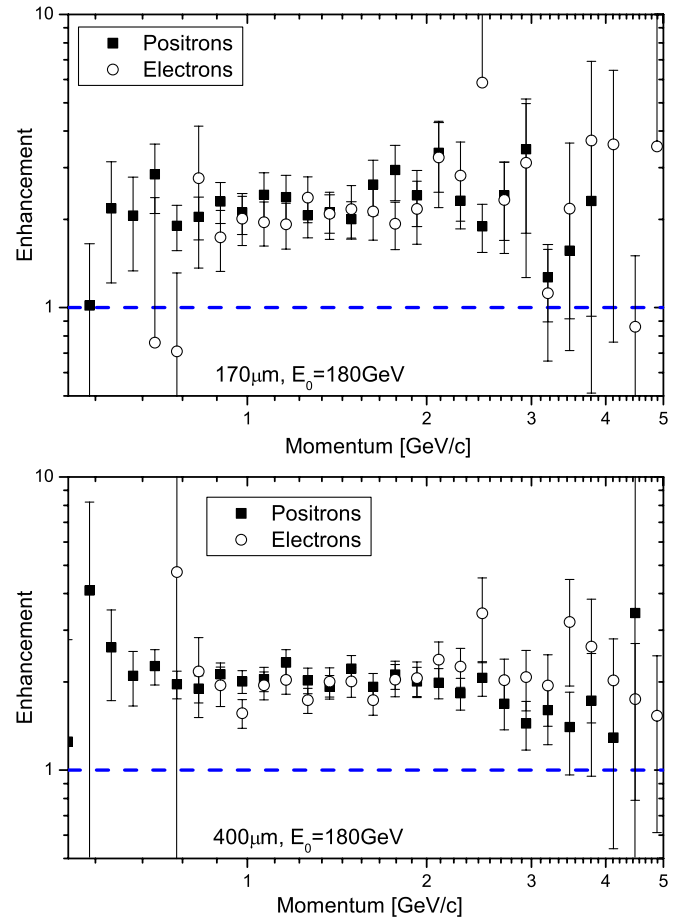 10
Positrons
Electrons
Enhancement
1
170μm, E₀=180GeV
1 2 3 4 5
Momentum [GeV/c]
10
Positrons
Electrons
Enhancement
1
400μm, E₀=180GeV
1 2 3 4 5
Momentum [GeV/c]